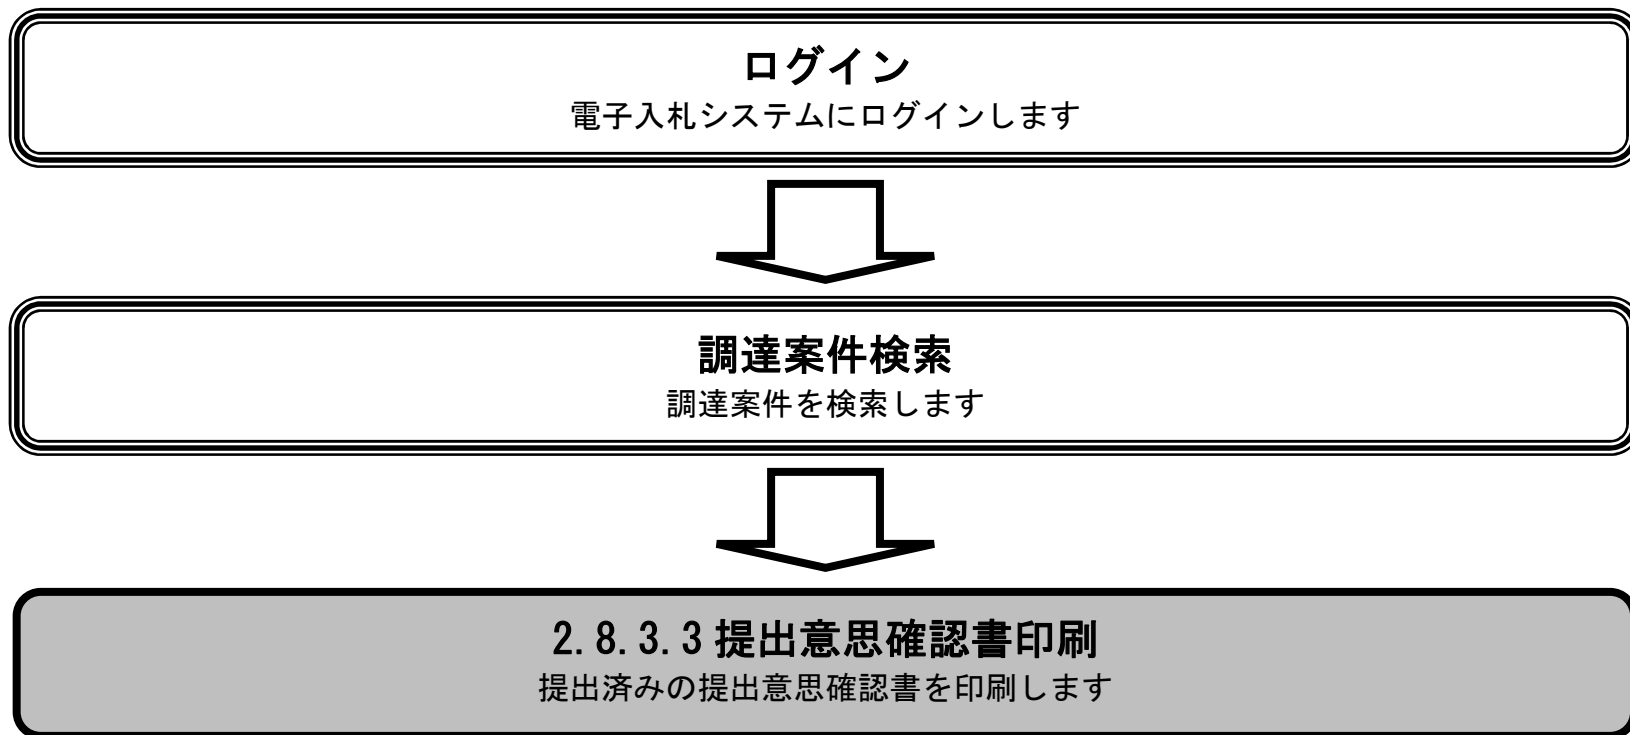 ログイン
電子入札システムにログインします
調達案件検索
調達案件を検索します
2.8.3.3 提出意思確認書印刷
提出済みの提出意思確認書を印刷します